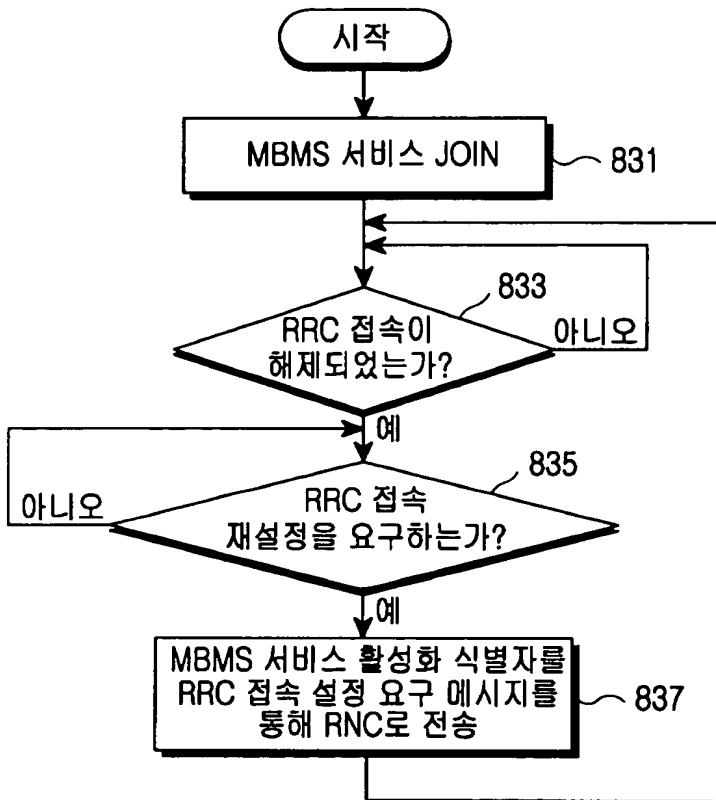 시작
MBMS 서비스 JOIN
831
833
RRC 접속이
해제되었는가?
아니오
예
835
RRC 접속
재설정을 요구하는가?
아니오
예
MBMS 서비스 활성화 식별자를
RRC 접속 설정 요구 메시지를
통해 RNC로 전송
837